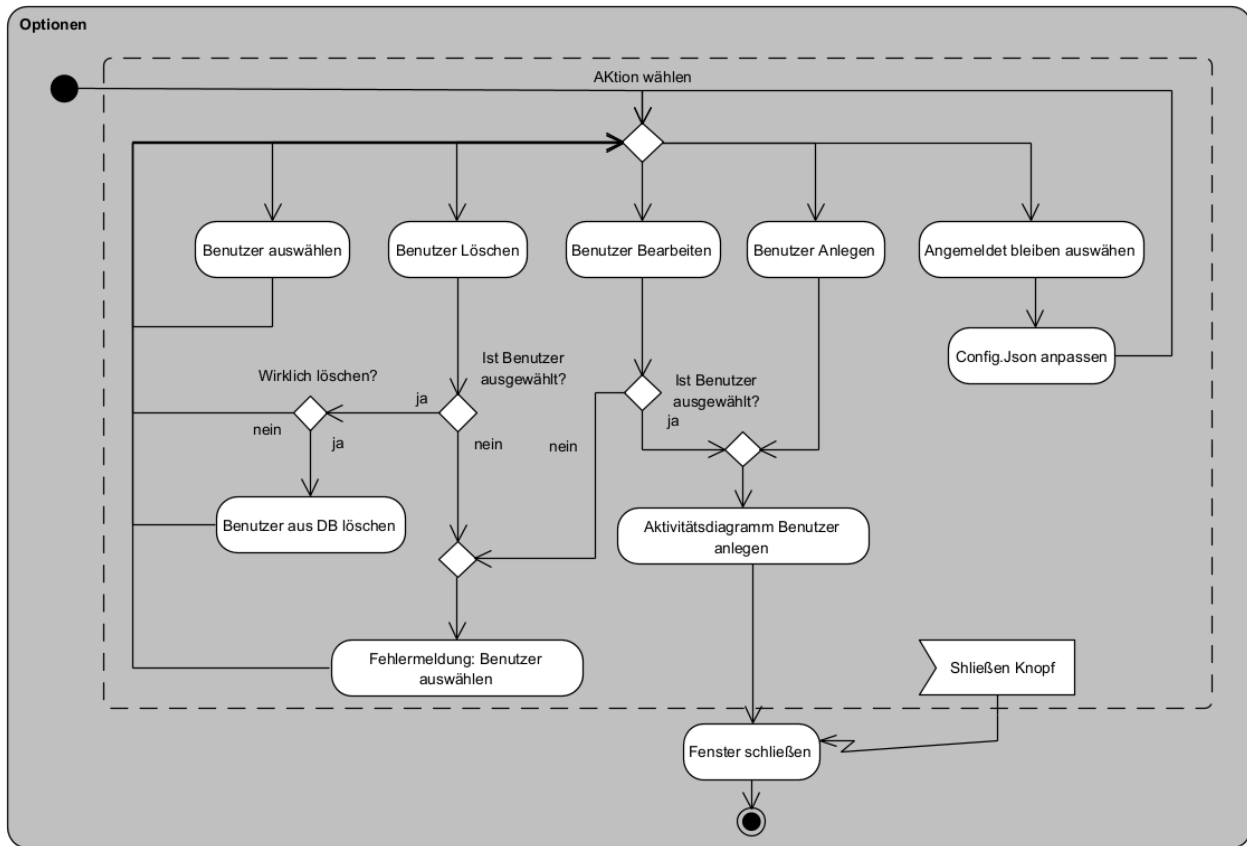 Optionen
AKtion wählen
Benutzer auswählen
Benutzer Löschen
Benutzer Bearbeiten
Benutzer Anlegen
Angemeldet bleiben auswähen
Config.Json anpassen
Ist Benutzer
ausgewählt?
Wirklich löschen?
ja
nein
ja
nein
Ist Benutzer
ausgewählt?
ja
nein
Benutzer aus DB löschen
Aktivitätsdiagramm Benutzer
anlegen
Fehlermeldung: Benutzer
auswählen
Shließen Knopf
Fenster schließen